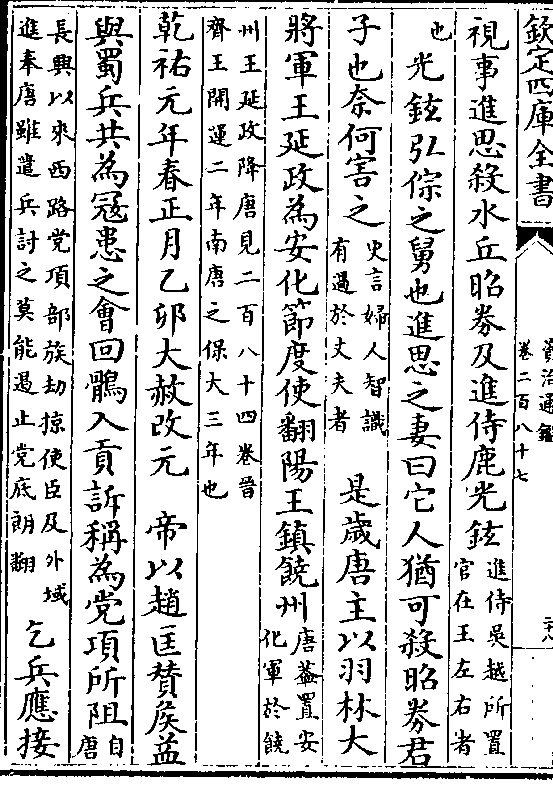 欽定四庫全書
資治通鑑
卷二百八十七
視事進思殺水丘昭券及進侍鹿光鉉進侍吳越所置
官在王左右者
也光鉉弘倧之舅也進思之妻曰它人猶可殺昭券君
子也奈何害之史言婦人智識
有過於丈夫者是歲唐主以羽林大
將軍王延政為安化節度使翻陽王鎮饒州唐蓋置安
化軍於饒
州王延政降唐見二百八十四卷晉
齊王開運二年南唐之保大三年也
乾祐元年春正月乙卯大赦改元 帝以趙匡贊矦益
與蜀兵共為冦患之會回鶻入貢訴稱為党項所阻自
唐
長興以來西路党項部族劫掠使臣及外域
進奉唐雖遣兵討之莫能遏止党底朗翻乞兵應接